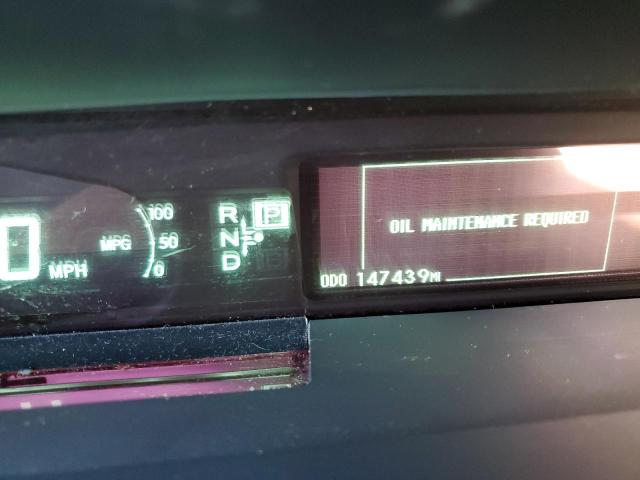 100
R P
OIL MAINTENANCE REQUIRED
0
MPG
50
N
MPH
0
D B
ODO 147439MI